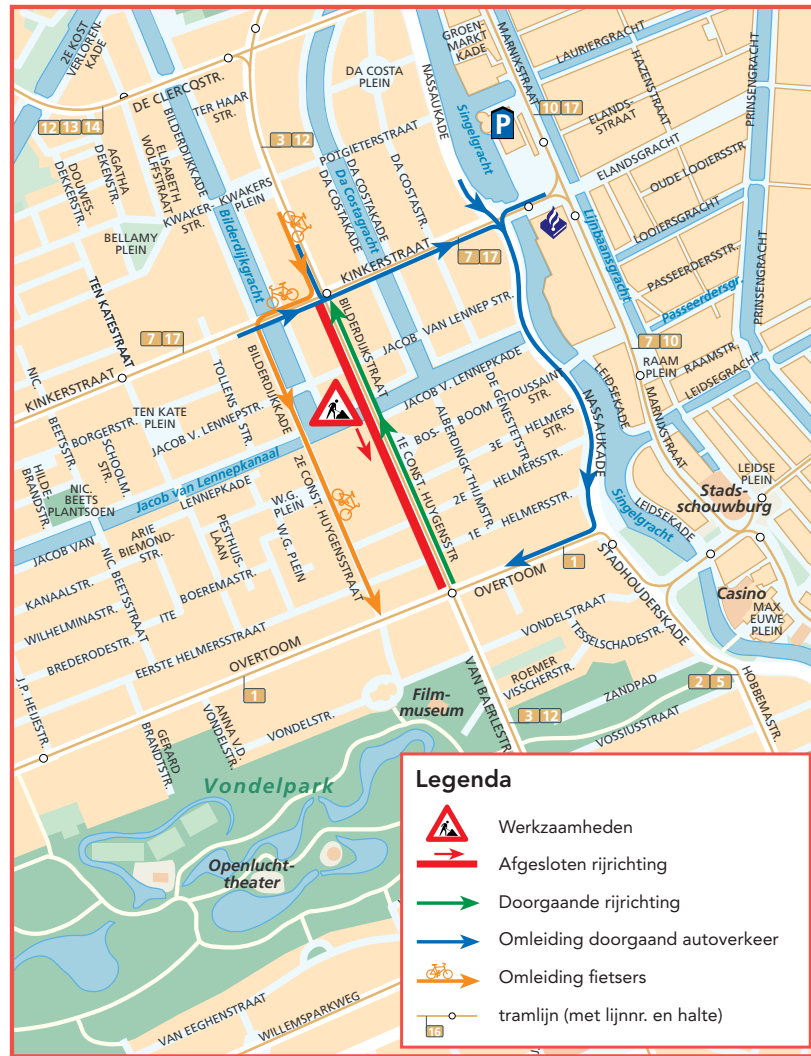 2E KOST
VERLOREN-
KADE
DE CLERCQSTR.
TER HAAR
STR.
12 13 14
BILDERDIJKKADE
3 12
DA COSTA
PLEIN
NASSAUKADE
GROEN-
MARKT
KADE
Singelgracht
MARNIXSTRAAT
LAURIERGRACHT
HAZENSTRAAT
10 17
ELANDS-
STRAAT
PRINSENGRACHT
P
DOUWES-
DEKKERSTR.
AGATHA
DEKENSTR.
ELISABETH
WOLFFSTRAAT
KWAKERS
PLEIN
KWAKER-
STR.
POTGIETERSTRAAT
DA COSTAKADE
Da Costagracht
DA COSTAKADE
DA COSTASTR.
ELANDSGRACHT
OUDE LOOIERSSTR.
LOOIERSGRACHT
Lijnbaansgracht
PASSEERDERSSTR.
Passeerdersgr.
PRINSENGRACHT
BELLAMY
PLEIN
Bilderdijkgracht
KINKERSTRAAT
7 17
TEN KATESTRAAT
7 17
BILDERDIJKSTRAAT
JACOB VAN LENNEP STR.
7 10
RAAM
PLEIN
RAAMSTR.
LEIDSEGRACHT
KINKERSTRAAT
NIC.
BEETSSTR.
BORGERSTR.
SCHOOLM.
STR.
TEN KATE
PLEIN
TOLLENS
STR.
JACOB V. LENNEPSTR.
BILDERDIJKKADE
JACOB V. LENNEPKADE
BOS-
BOOM
TOUSSAINT
STR.
DE GENESTETSTR.
ALBERDINGK THIJMSTR.
3E
HELMERS
STR.
2E
HELMERSSTR.
1E
HELMERSSTR.
NASSAUKADE
LEIDSEKADE
MARNIXSTRAAT
HILDE
BRANDSTR.
NIC.
BEETS
PLANTSOEN
Jacob van Lennepkanaal
JACOB VAN
LENNEPKADE
W.G.
PLEIN
W.G. PLEIN
2E CONST. HUYGENSSTRAAT
1E CONST. HUYGENSSTR
LEIDSE
PLEIN
Stads-
schouwburg
Singelgracht
LEIDSEKADE
ARIE
BIEMOND-
STR.
PESTHUIS-
LAAN
KANAALSTR.
NIC. BEETSSTRAAT
WILHELMINASTR.
ITE
BOEREMASTR.
BREDERODESTR.
EERSTE HELMERSSTRAAT
OVERTOOM
1
OVERTOOM
1
STADHOUDERSKADE
Casino
MAX
EUWE
PLEIN
VONDELSTRAAT
TESSELSCHADESTR.
ROEMER
VISSCHERSTR.
ZANDPAD
2 5
HOBBEMASTR.
VOSSIUSSTRAAT
VAN BAERLESTR
3 12
J.P. HEIJESTR.
GERARD
BRANDTSTR.
ANNA V.D.
VONDELSTR.
VONDELSTR.
Film-
museum
Vondelpark
Openlucht-
theater
VAN EEGHENSTRAAT
WILLEMSPARKWEG
Legenda
Werkzaamheden
Afgesloten rijrichting
Doorgaande rijrichting
Omleiding doorgaand autoverkeer
Omleiding fietsers
tramlijn (met lijnnr. en halte)
16